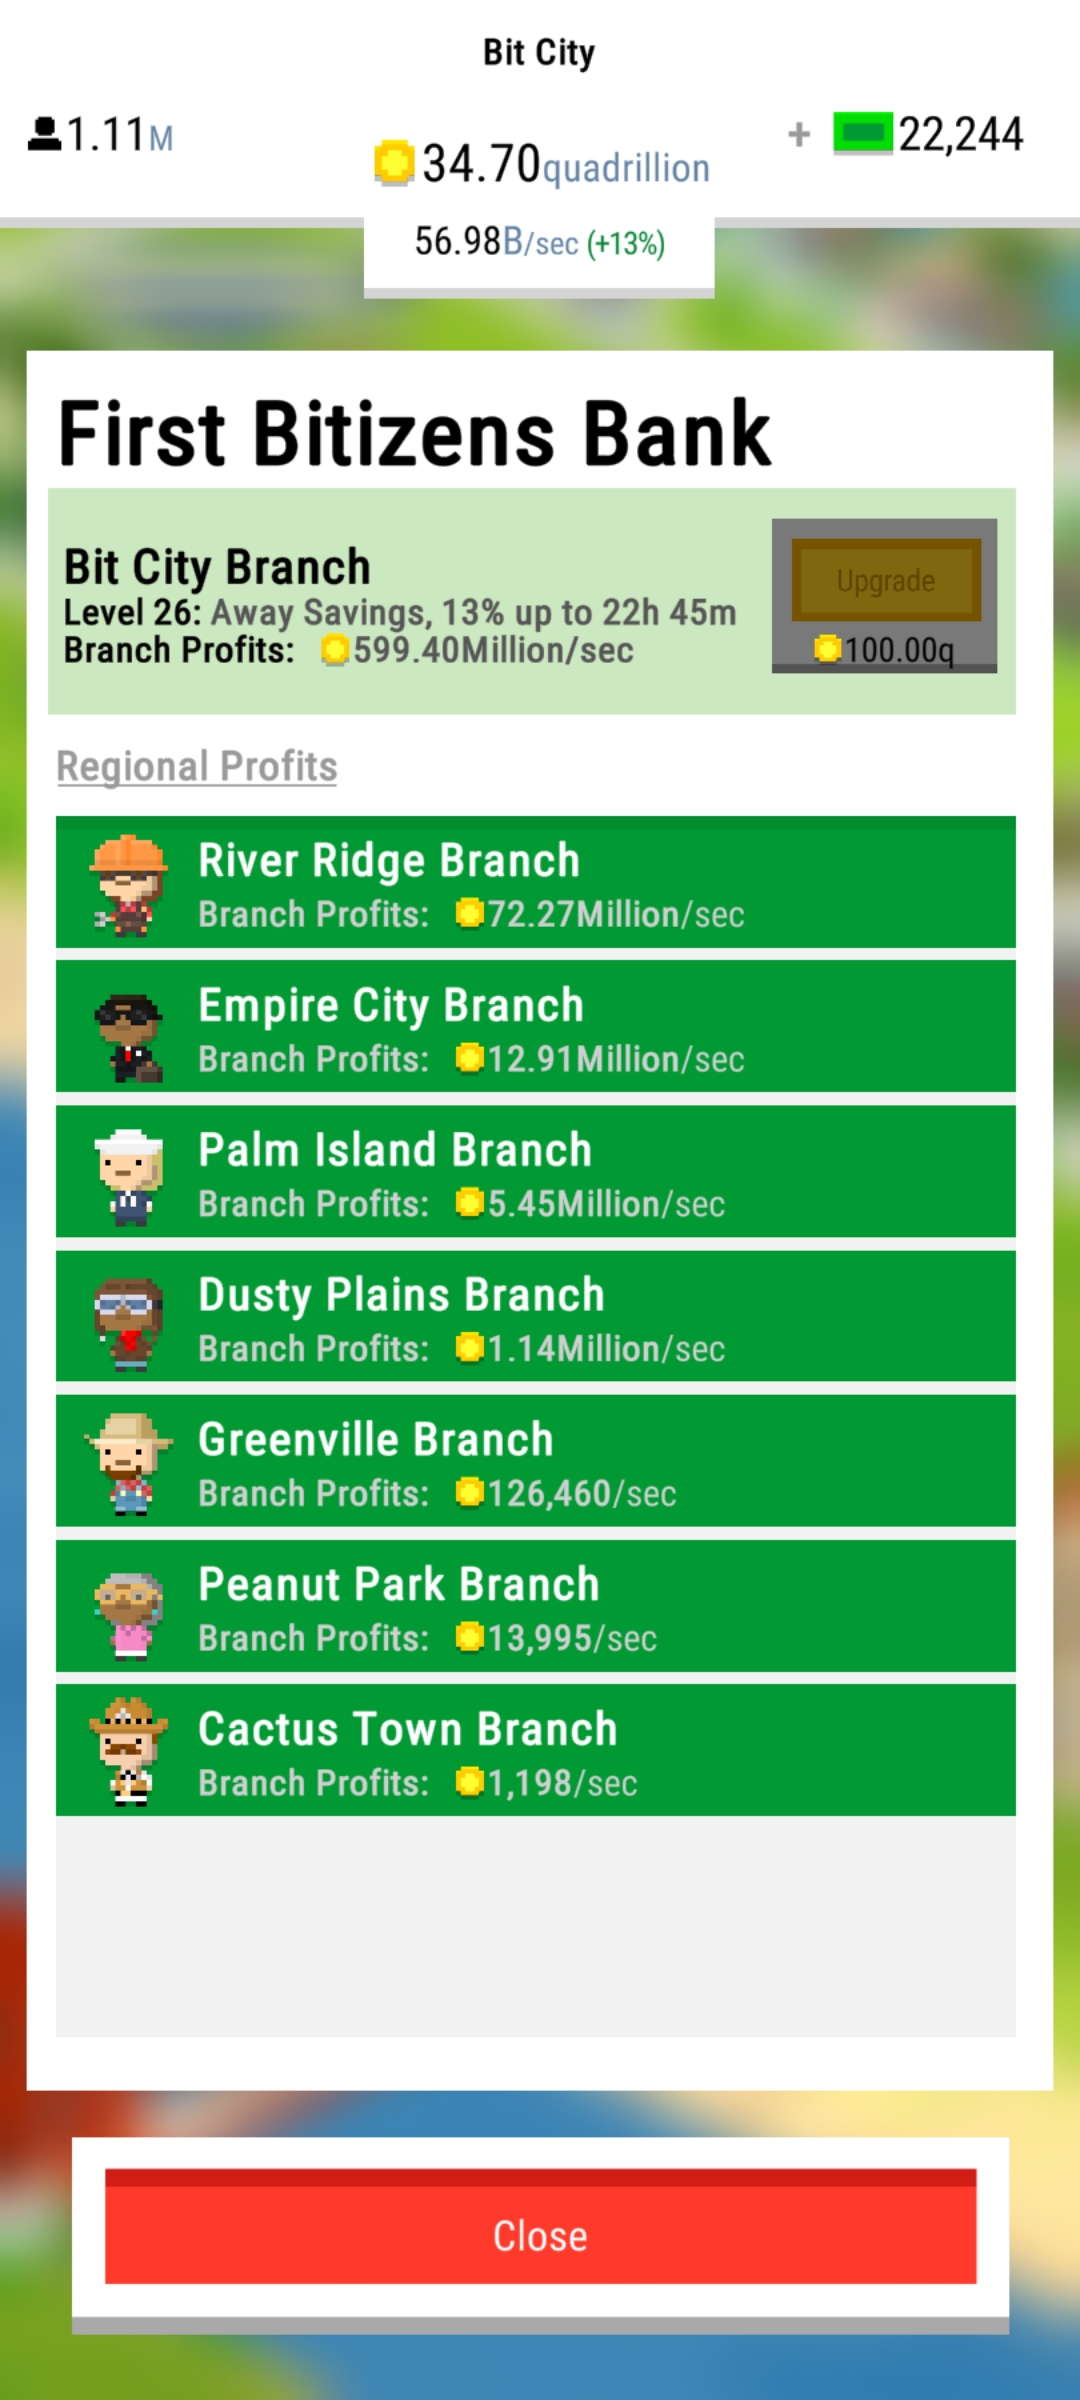 Bit City
1.11M
34.70quadrillion
+ 22,244
56.98B/sec (+13%)
First Bitizens Bank
Bit City Branch
Level 26: Away Savings, 13% up to 22h 45m
Branch Profits: 599.40Million/sec
Upgrade
100.00q
Regional Profits
River Ridge Branch
Branch Profits: 72.27Million/sec
Empire City Branch
Branch Profits: 12.91Million/sec
Palm Island Branch
Branch Profits: 5.45Million/sec
Dusty Plains Branch
Branch Profits: 1.14Million/sec
Greenville Branch
Branch Profits: 126,460/sec
Peanut Park Branch
Branch Profits: 13,995/sec
Cactus Town Branch
Branch Profits: 1,198/sec
Close